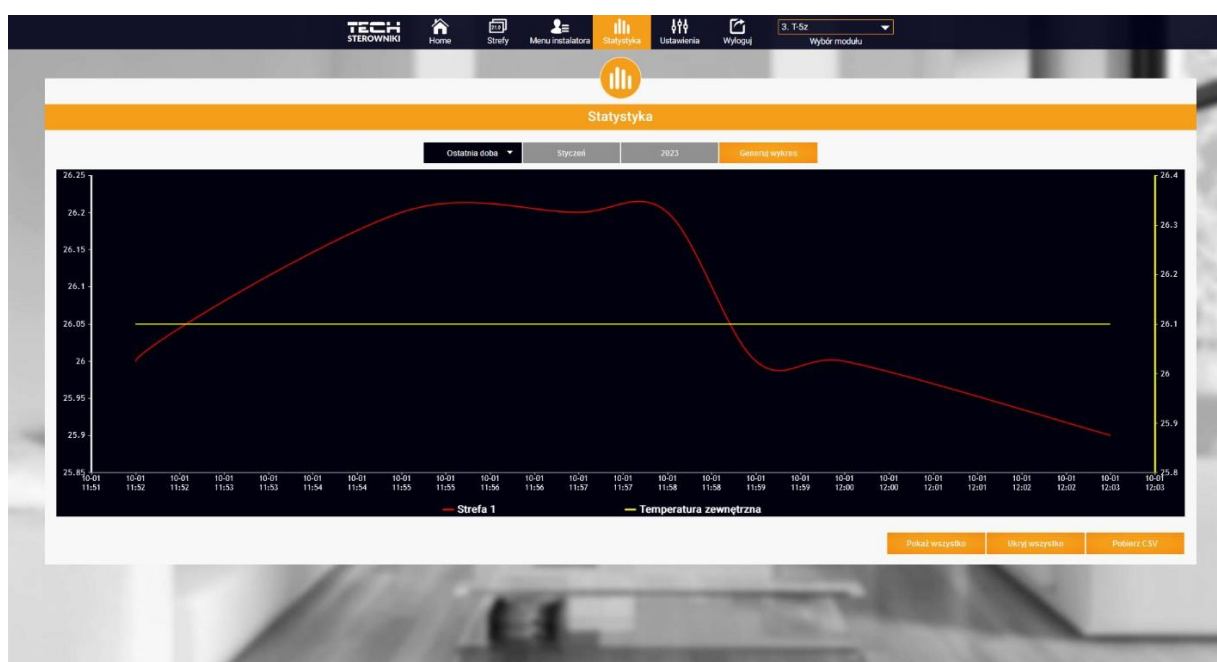 TECH
STEROWNIKI
Home
21.0
Strefy
Menu instalatora
Statystyka
Ustawienia
Wyloguj
3. T-5z
Wybór modułu
Statystyka
Ostatnia doba
Styczeń
2023
Generuj wykres
26.25
26.2
26.15
26.1
26.05
26
25.95
25.9
25.85
26.4
26.3
26.2
26.1
26
25.9
25.8
10-01 10-01 10-01 10-01 10-01 10-01 10-01 10-01 10-01 10-01 10-01 10-01 10-01 10-01 10-01 10-01 10-01 10-01 10-01 10-01 10-01 10-01 10-01 10-01 10-01
11:51 11:52 11:52 11:53 11:53 11:54 11:54 11:55 11:55 11:56 11:56 11:57 11:57 11:58 11:58 11:59 11:59 12:00 12:00 12:01 12:01 12:02 12:02 12:03 12:03
Strefa 1
Temperatura zewnętrzna
Pokaż wszystko
Ukryj wszystko
Pobierz CSV